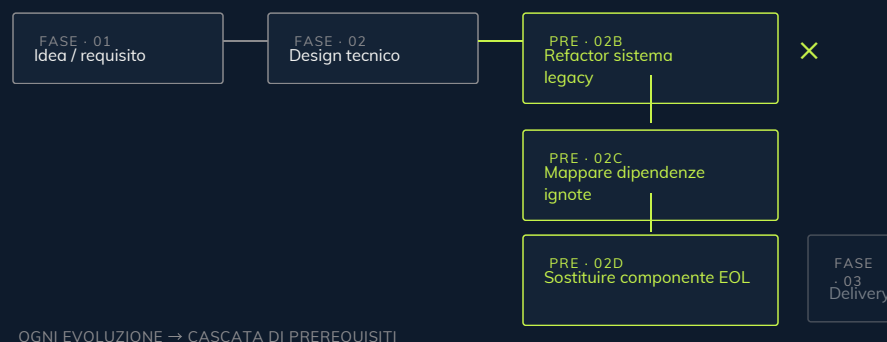 FASE · 01
Idea / requisito
FASE · 02
Design tecnico
PRE · 02B
Refactor sistema
legacy
PRE · 02C
Mappare dipendenze
ignote
PRE · 02D
Sostituire componente EOL
FASE
· 03
Delivery
OGNI EVOLUZIONE → CASCATA DI PREREQUISITI